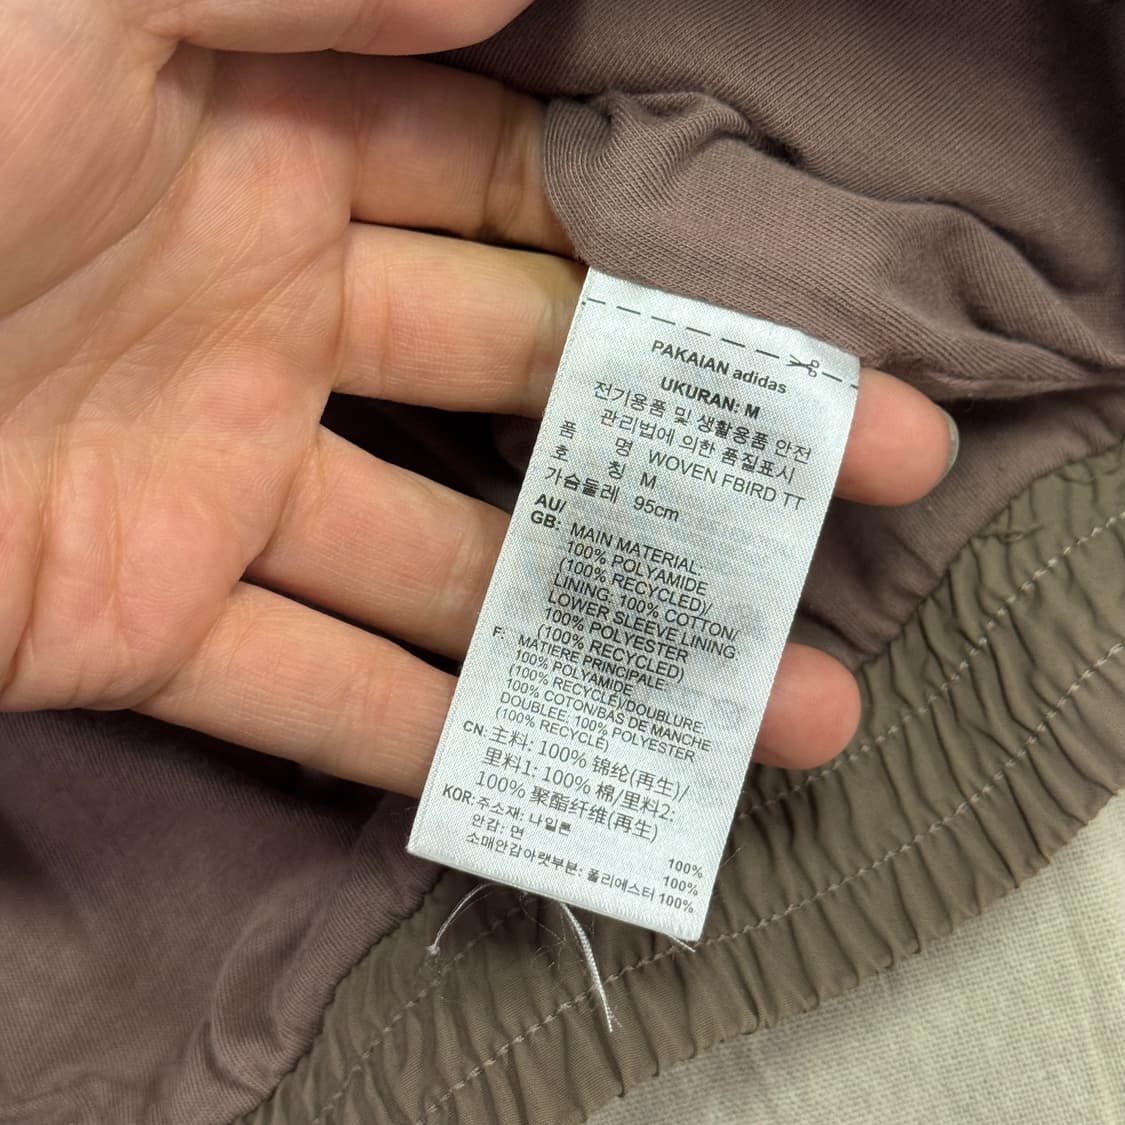 PAKAIAN adidas
UKURAN: M
전기용품 및 생활용품 안전
관리법에 의한 품질표시
품 명 WOVEN FBIRD TT
호 칭 M
가슴둘레 95cm
AU/
GB: MAIN MATERIAL:
100% POLYAMIDE
(100% RECYCLED)/
LINING: 100% COTTON/
LOWER SLEEVE LINING:
100% POLYESTER
(100% RECYCLED)
F: MATIERE PRINCIPALE:
100% POLYAMIDE
(100% RECYCLE)/DOUBLURE:
100% COTON/BAS DE MANCHE
DOUBLEE: 100% POLYESTER
(100% RECYCLE)
CN: 主料: 100% 锦纶(再生)/
里料1: 100% 棉/里料2:
100% 聚酯纤维(再生)
KOR: 주소재: 나일론 100%
안감: 면 100%
소매안감아랫부분: 폴리에스터 100%